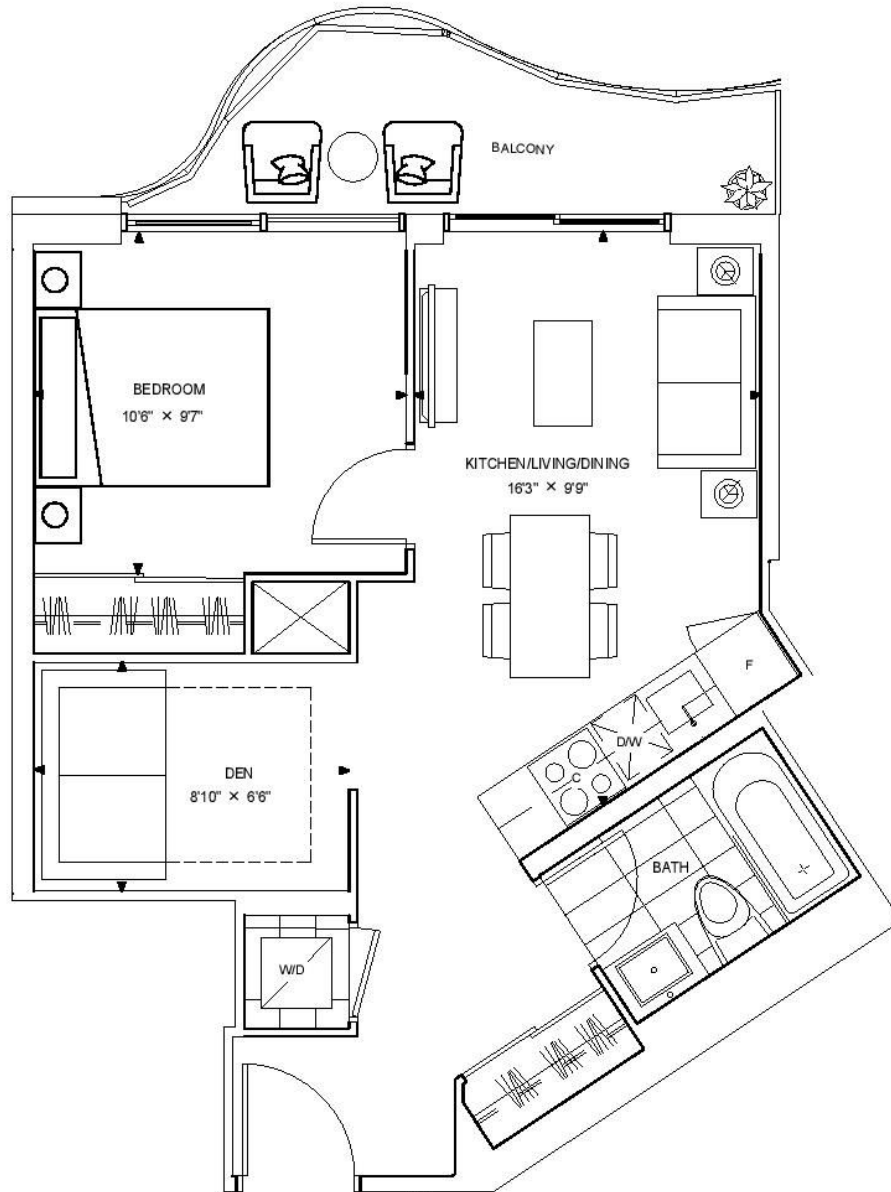 BALCONY
BEDROOM
10'6" × 9'7"
KITCHEN/LIVING/DINING
16'3" × 9'9"
F
D/W
C
DEN
8'10" × 6'6"
BATH
W/D